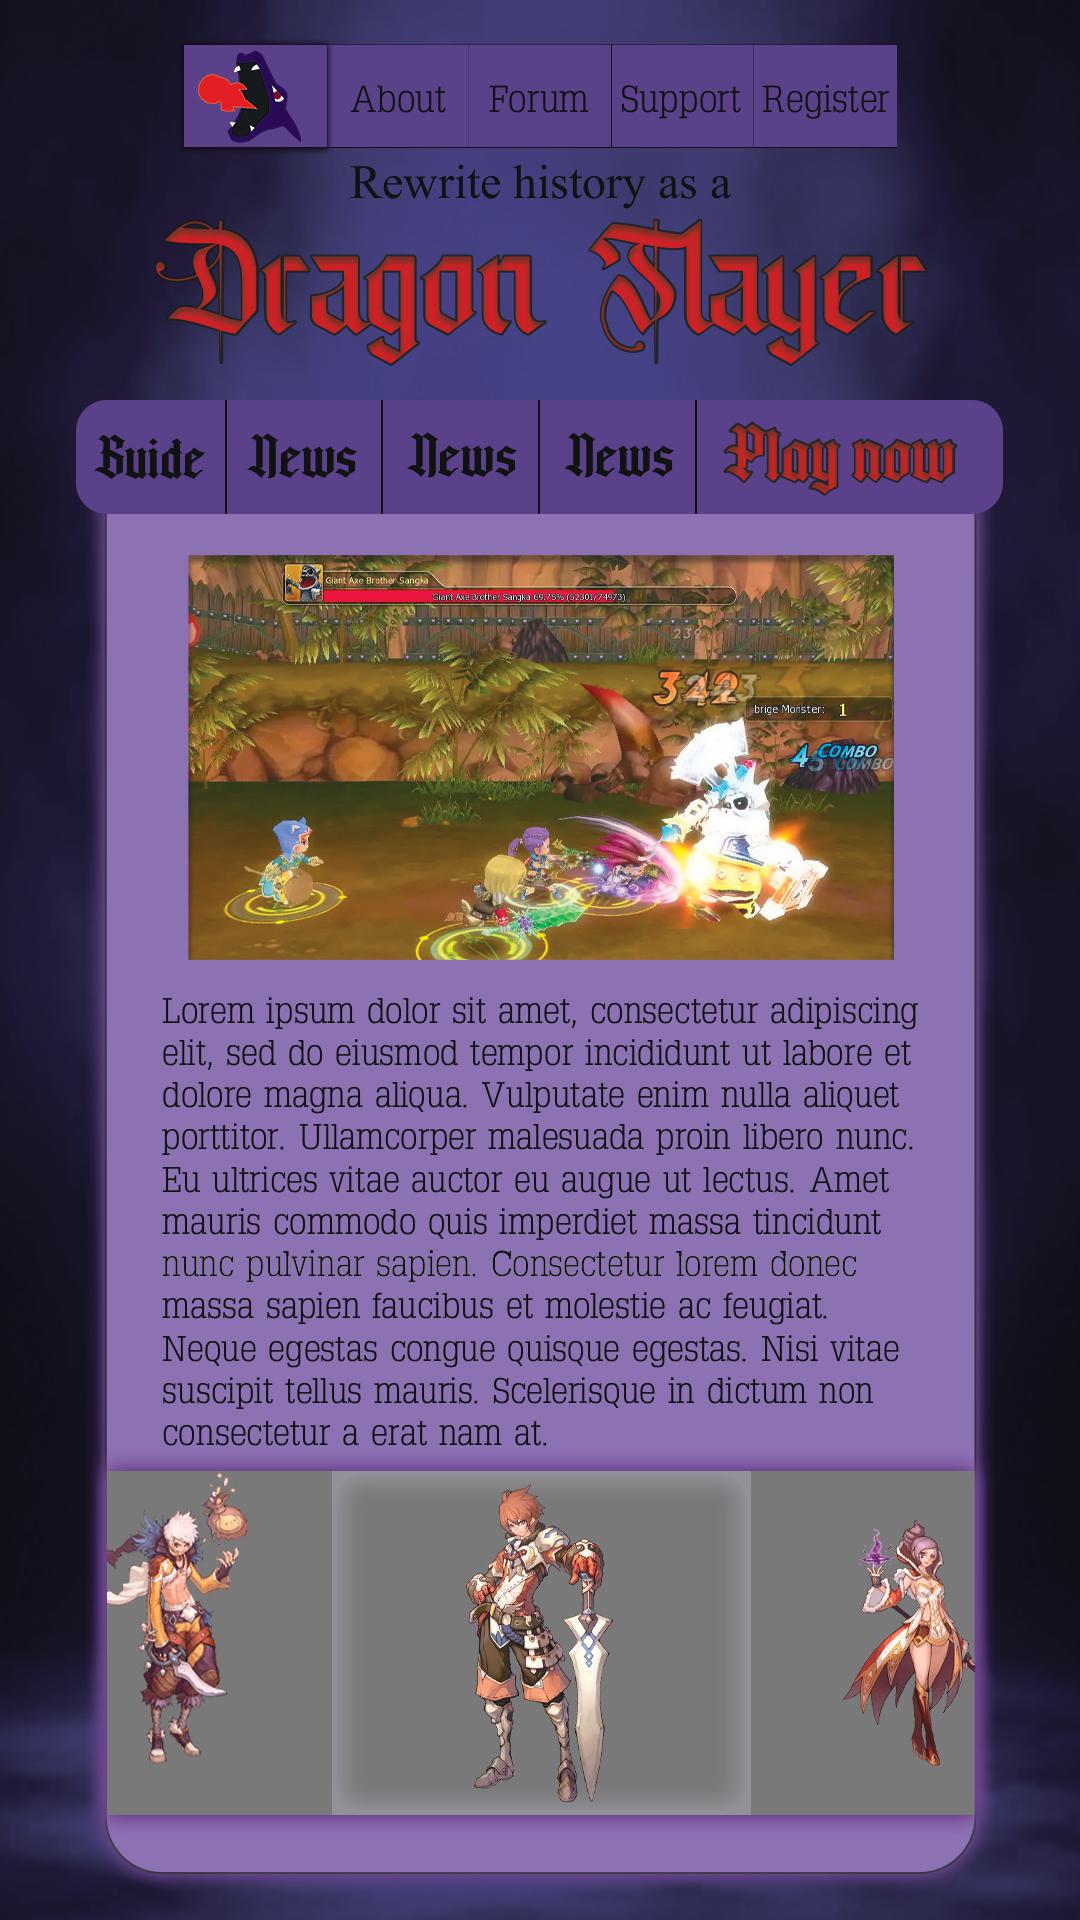 About Forum Support Register
Rewrite history as a
Dragon Slayer
Guide News News News Play now
Giant Axe Brother Sangka
Giant Axe Brother Sangka 69.75% (52301/74973)
239
brige Monster: 1
COMBO
COMBO
Lorem ipsum dolor sit amet, consectetur adipiscing
elit, sed do eiusmod tempor incididunt ut labore et
dolore magna aliqua. Vulputate enim nulla aliquet
porttitor. Ullamcorper malesuada proin libero nunc.
Eu ultrices vitae auctor eu augue ut lectus. Amet
mauris commodo quis imperdiet massa tincidunt
nunc pulvinar sapien. Consectetur lorem donec
massa sapien faucibus et molestie ac feugiat.
Neque egestas congue quisque egestas. Nisi vitae
suscipit tellus mauris. Scelerisque in dictum non
consectetur a erat nam at.